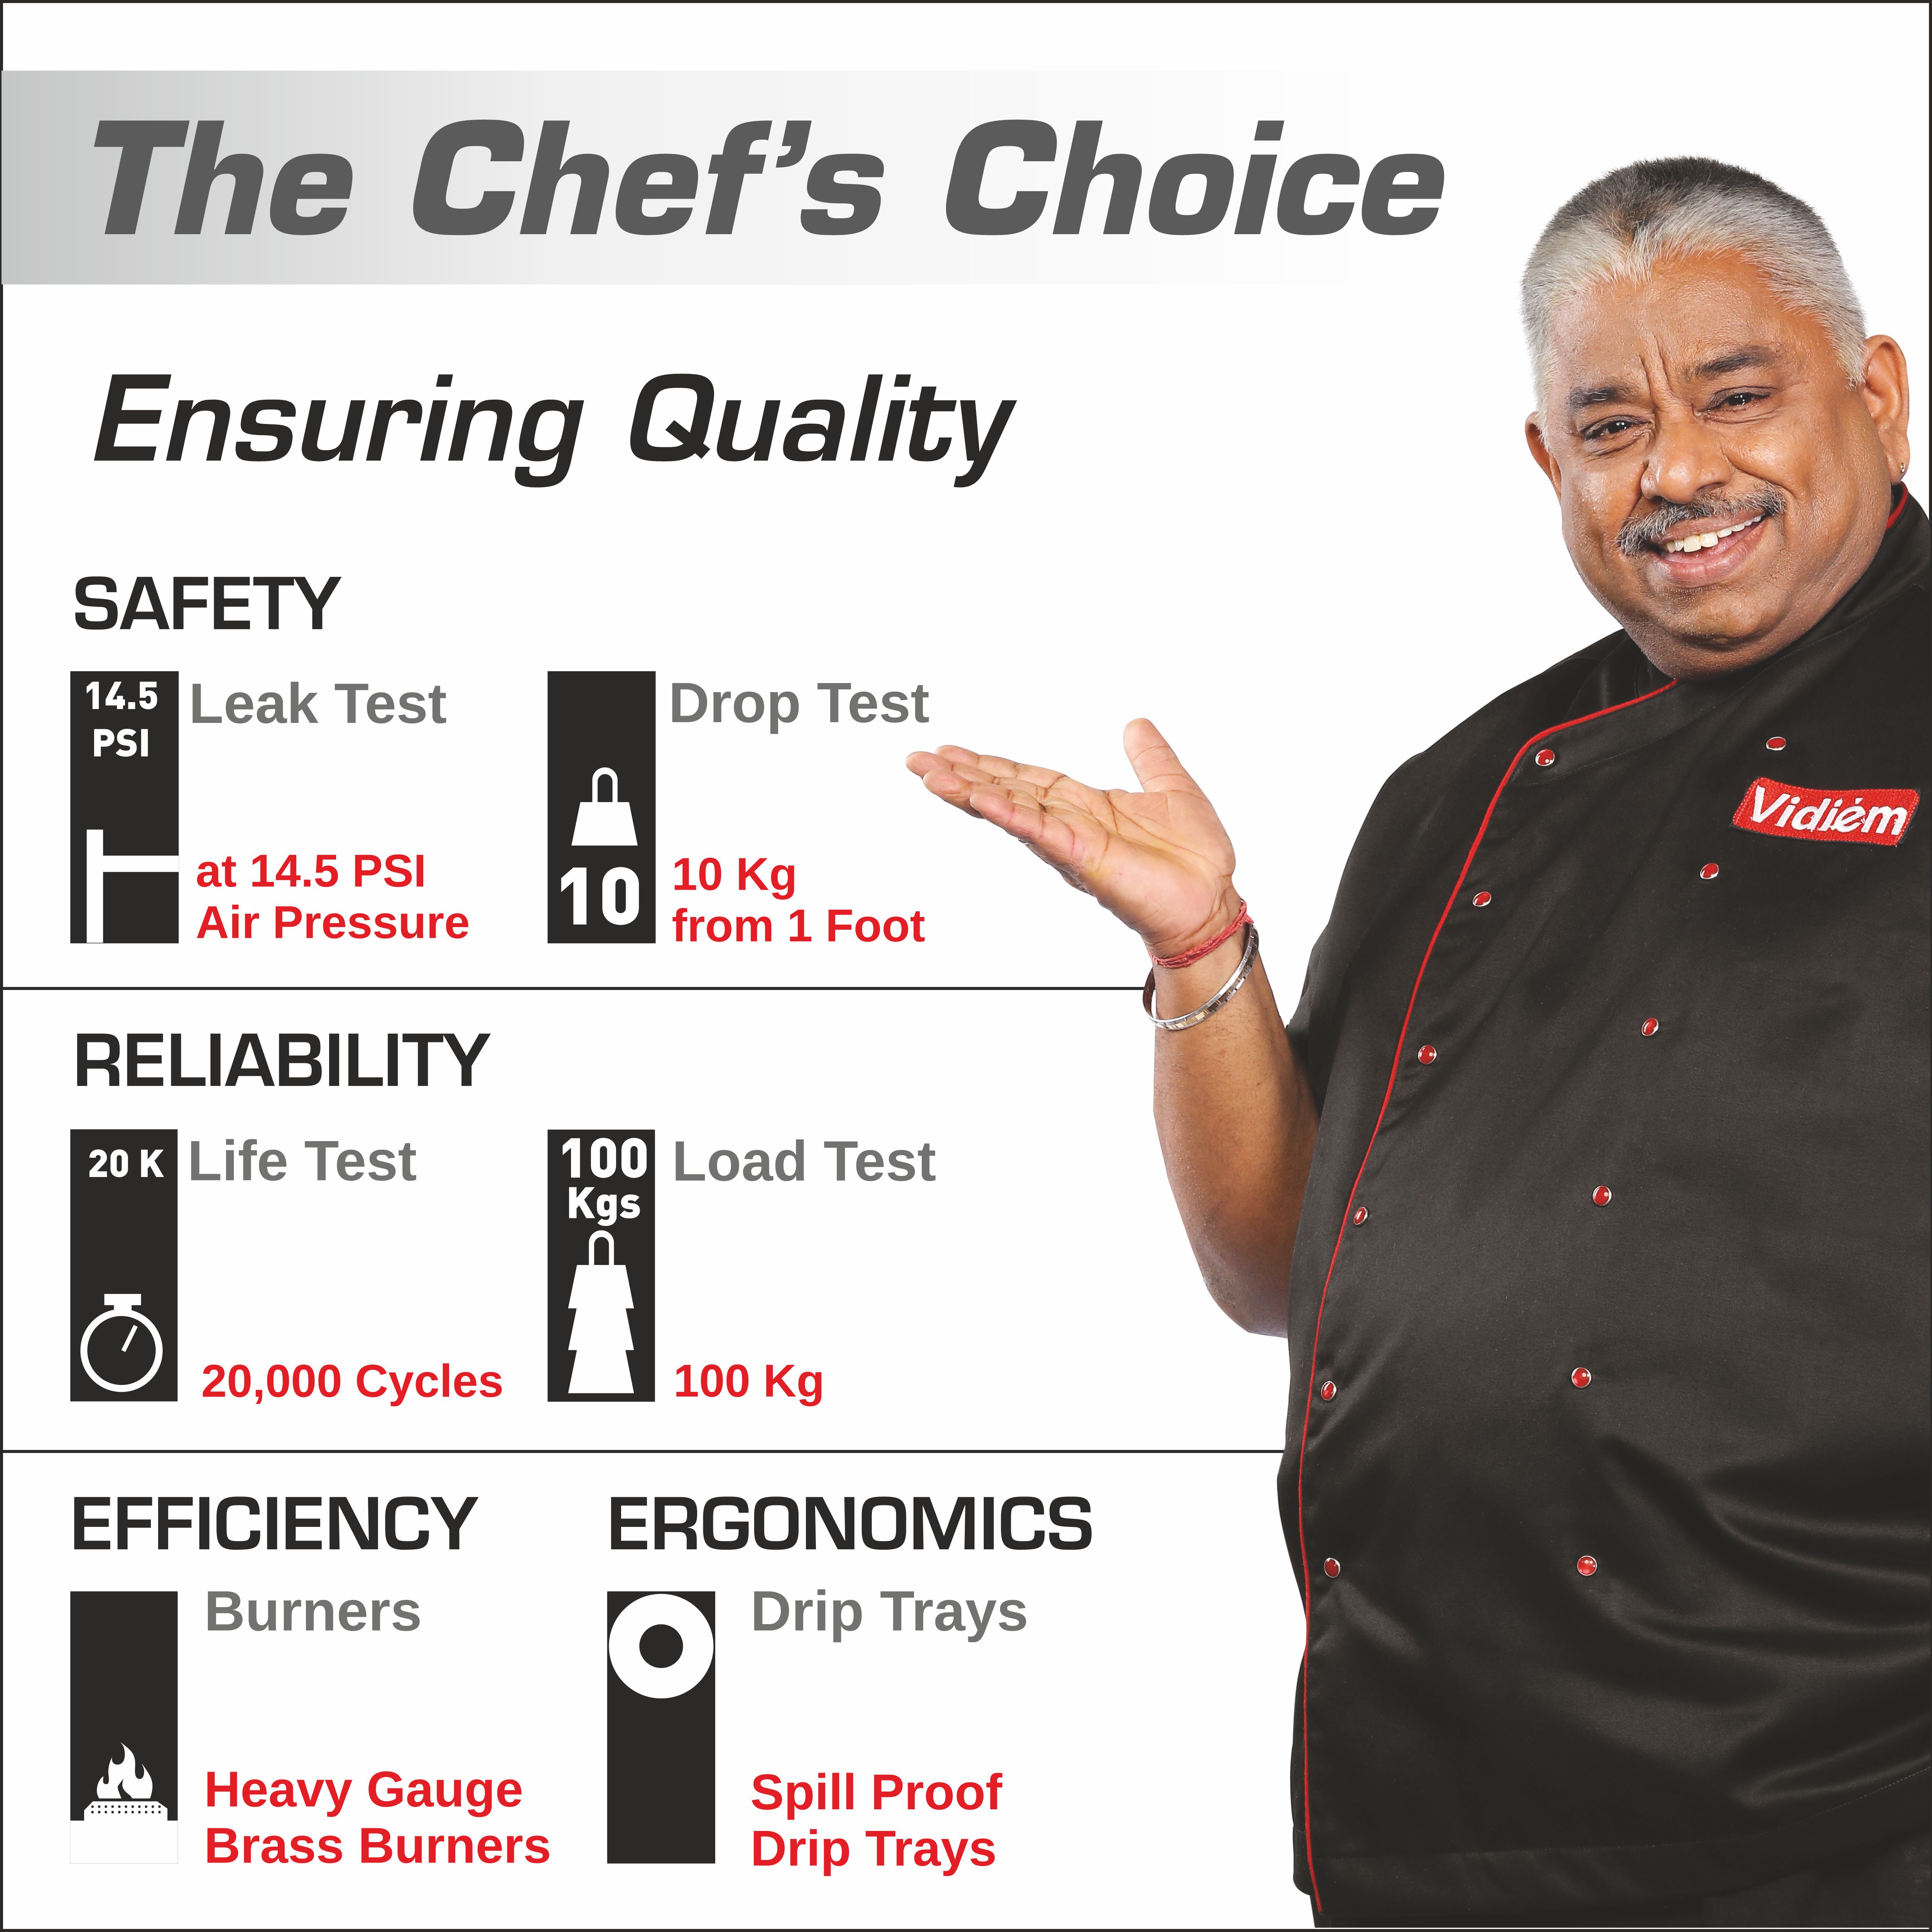 The Chef's Choice
Ensuring Quality
SAFETY
14.5
PSI
Leak Test
at 14.5 PSI
Air Pressure
Drop Test
10
10 Kg
from 1 Foot
Vidiém
RELIABILITY
20 K
Life Test
20,000 Cycles
100
Kgs
Load Test
100 Kg
EFFICIENCY
Burners
Heavy Gauge
Brass Burners
ERGONOMICS
Drip Trays
Spill Proof
Drip Trays